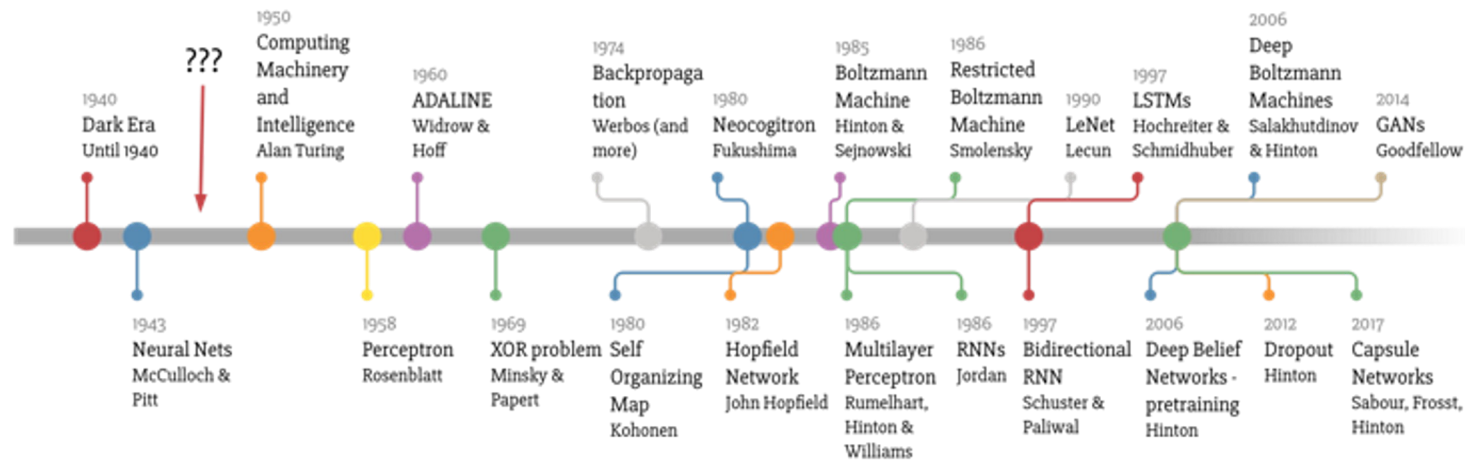 1940
Dark Era
Until 1940
???
1950
Computing
Machinery
and
Intelligence
Alan Turing
1960
ADALINE
Widrow &
Hoff
1974
Backpropaga
tion
Werbos (and
more)
1980
Neocogitron
Fukushima
1985
Boltzmann
Machine
Hinton &
Sejnowski
1986
Restricted
Boltzmann
Machine
Smolensky
1990
LeNet
Lecun
1997
LSTMs
Hochreiter &
Schmidhuber
2006
Deep
Boltzmann
Machines
Salakhutdinov
& Hinton
2014
GANs
Goodfellow
1943
Neural Nets
McCulloch &
Pitt
1958
Perceptron
Rosenblatt
1969
XOR problem
Minsky &
Papert
1980
Self
Organizing
Map
Kohonen
1982
Hopfield
Network
John Hopfield
1986
Multilayer
Perceptron
Rumelhart,
Hinton &
Williams
1986
RNNs
Jordan
1997
Bidirectional
RNN
Schuster &
Paliwal
2006
Deep Belief
Networks -
pretraining
Hinton
2012
Dropout
Hinton
2017
Capsule
Networks
Sabour, Frosst,
Hinton